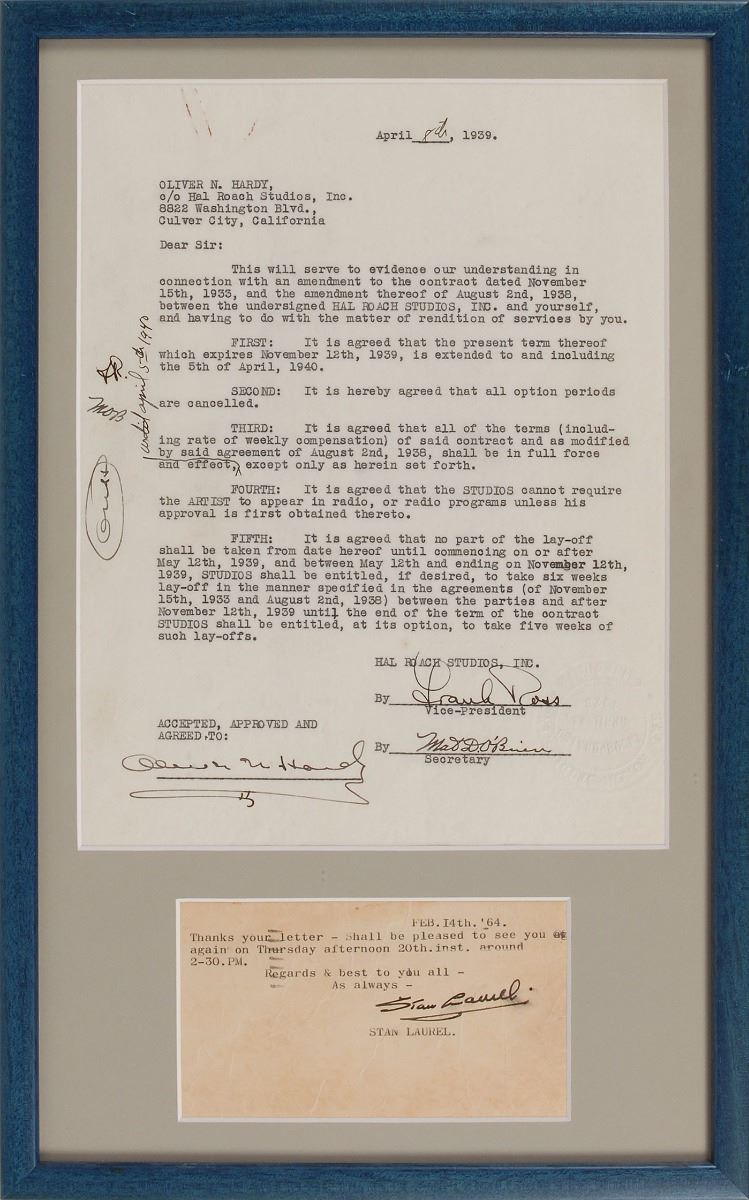 April 8th, 1939.
OLIVER N. HARDY,
c/o Hal Roach Studios, Inc.
8822 Washington Blvd.,
Culver City, California
Dear Sir:
This will serve to evidence our understanding in
connection with an amendment to the contract dated November
15th, 1933, and the amendment thereof of August 2nd, 1938,
between the undersigned HAL ROACH STUDIOS, INC. and yourself,
and having to do with the matter of rendition of services by you.
FIRST: It is agreed that the present term thereof
which expires November 12th, 1939, is extended to and including
the 5th of April, 1940.
SECOND: It is hereby agreed that all option periods
are cancelled.
THIRD: It is agreed that all of the terms (includ-
ing rate of weekly compensation) of said contract and as modified
by said agreement of August 2nd, 1938, shall be in full force
and effect, except only as herein set forth.
until april 5th 1940
MOB
ONH
FOURTH: It is agreed that the STUDIOS cannot require
the ARTIST to appear in radio, or radio programs unless his
approval is first obtained thereto.
FIFTH: It is agreed that no part of the lay-off
shall be taken from date hereof until commencing on or after
May 12th, 1939, and between May 12th and ending on November 12th,
1939, STUDIOS shall be entitled, if desired, to take six weeks
lay-off in the manner specified in the agreements (of November
15th, 1933 and August 2nd, 1938) between the parties and after
November 12th, 1939 until the end of the term of the contract
STUDIOS shall be entitled, at its option, to take five weeks of
such lay-offs.
HAL ROACH STUDIOS, INC.
By Frank Ross
Vice-President
ACCEPTED, APPROVED AND
AGREED TO:
By Mat D. O'Brien
Secretary
Oliver N Hardy
FEB.14th.'64.
Thanks your letter - Shall be pleased to see you
again on Thursday afternoon 20th.inst. around
2-30.PM.
Regards & best to you all -
As always -
Stan Laurel
STAN LAUREL.